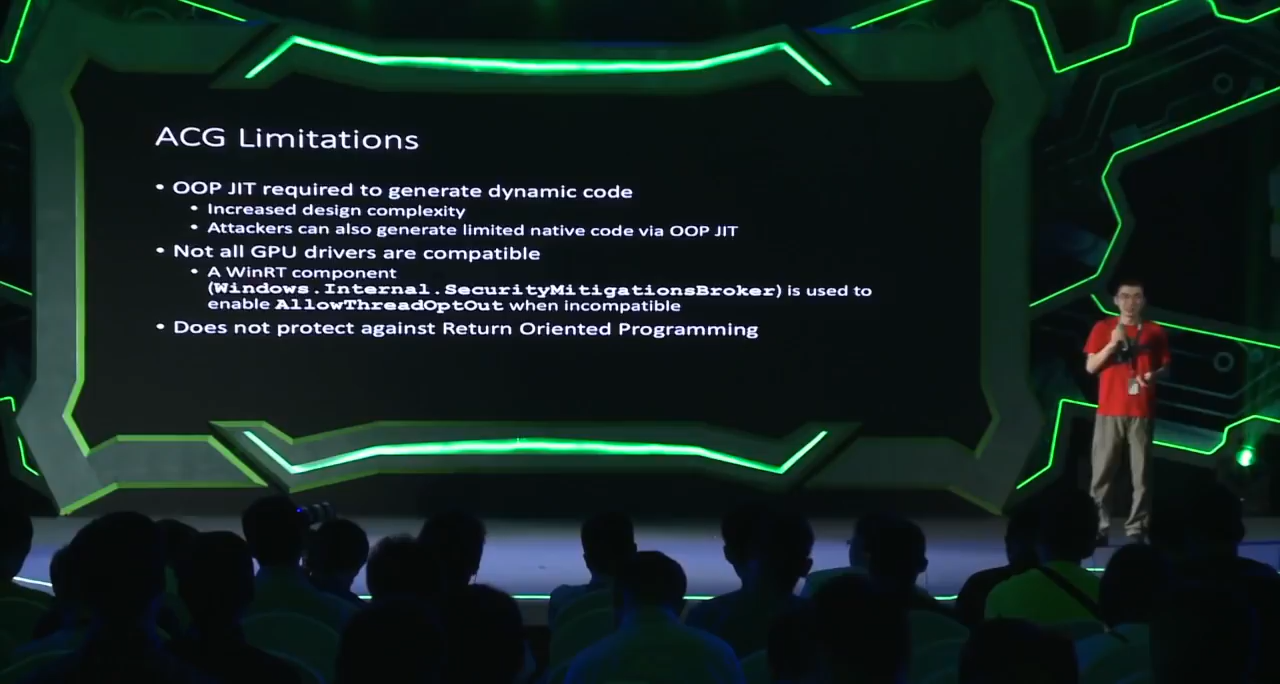 ACG Limitations
• OOP JIT required to generate dynamic code
• Increased design complexity
• Attackers can also generate limited native code via OOP JIT
• Not all GPU drivers are compatible
• A WinRT component
(Windows.Internal.SecurityMitigationsBroker) is used to
enable AllowThreadOptOut when incompatible
• Does not protect against Return Oriented Programming